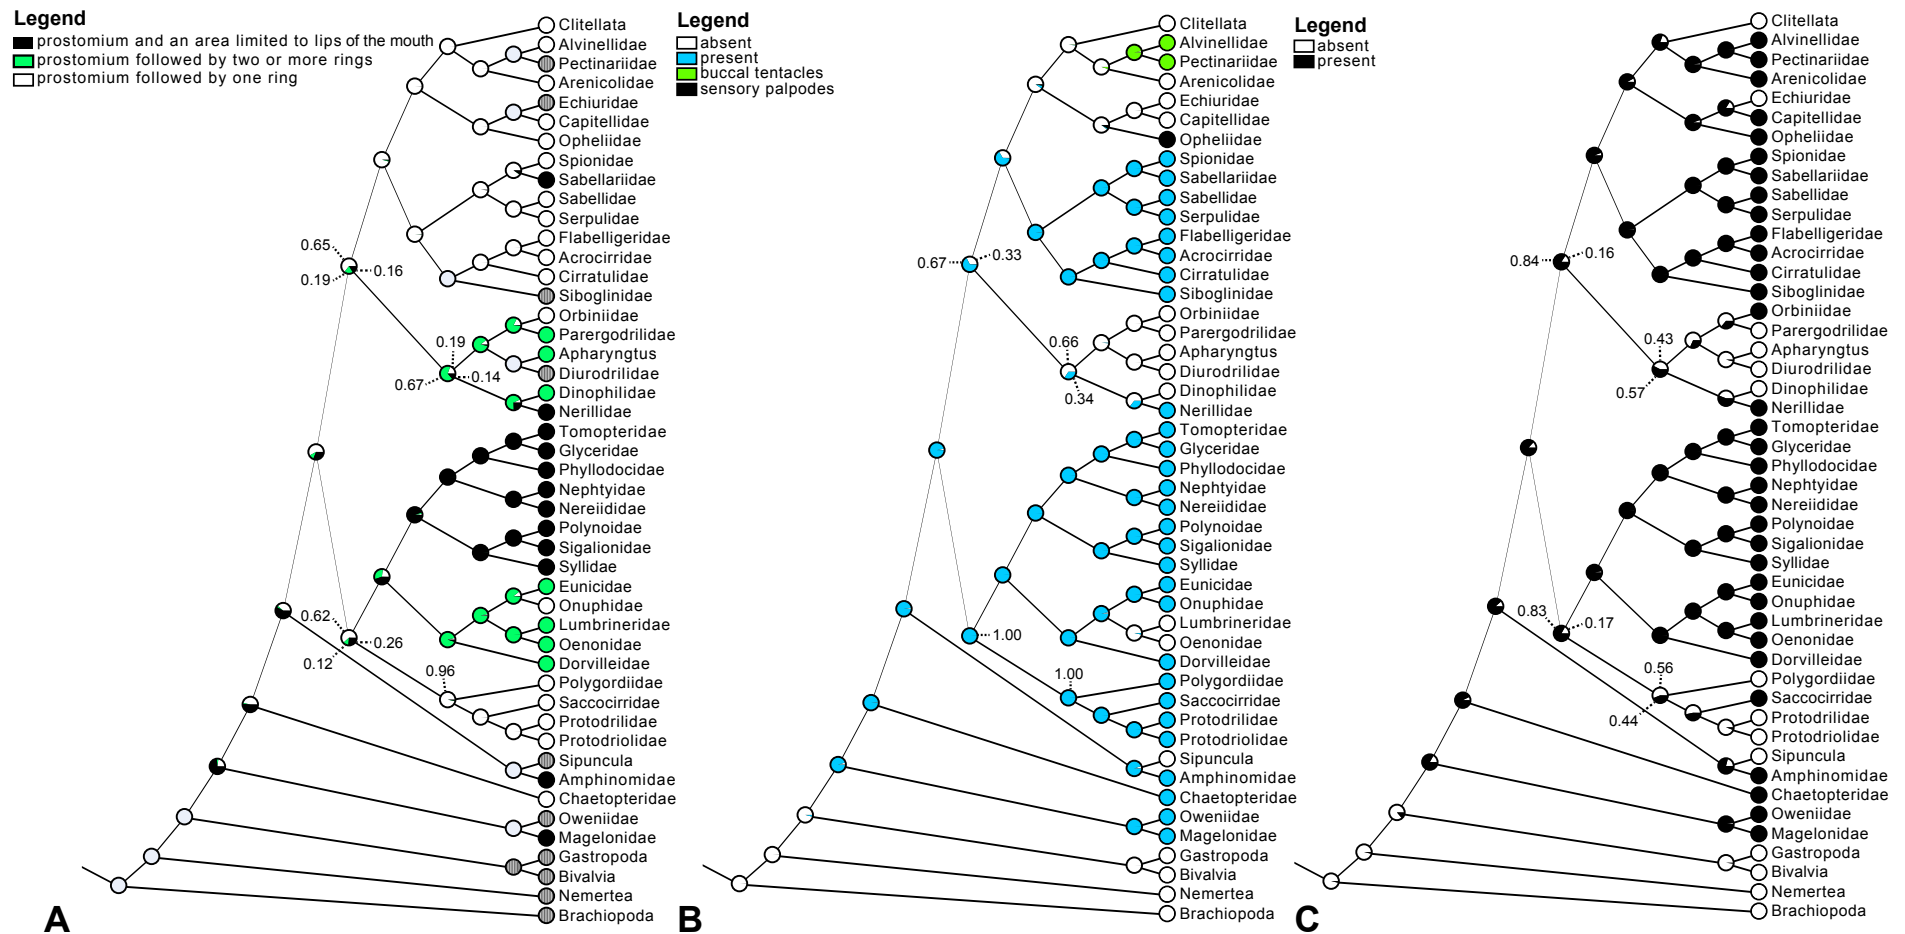 Legend
prostomium and an area limited to lips of the mouth
prostomium followed by two or more rings
prostomium followed by one ring
Clitellata
Alvinellidae
Pectinariidae
Arenicolidae
Echiuridae
Capitellidae
Opheliidae
Spionidae
Sabellariidae
Sabellidae
Serpulidae
Flabelligeridae
Acrocirridae
Cirratulidae
Siboglinidae
Orbiniidae
Parergodrilidae
Apharyngtus
Diurodrilidae
Dinophilidae
Nerillidae
Tomopteridae
Glyceridae
Phyllodocidae
Nephtyidae
Nereididae
Polynoidae
Sigalionidae
Syllidae
Eunicidae
Onuphidae
Lumbrineridae
Oenonidae
Dorvilleidae
Polygordiidae
Saccocirridae
Protodrilidae
Protodriolidae
Sipuncula
Amphinomidae
Chaetopteridae
Oweniidae
Magelonidae
Gastropoda
Bivalvia
Nemertea
Brachiopoda
0.65
0.19
0.16
0.19
0.67
0.14
0.62
0.26
0.12
0.96
A
Legend
absent
present
buccal tentacles
sensory palpodes
Clitellata
Alvinellidae
Pectinariidae
Arenicolidae
Echiuridae
Capitellidae
Opheliidae
Spionidae
Sabellariidae
Sabellidae
Serpulidae
Flabelligeridae
Acrocirridae
Cirratulidae
Siboglinidae
Orbiniidae
Parergodrilidae
Apharyngtus
Diurodrilidae
Dinophilidae
Nerillidae
Tomopteridae
Glyceridae
Phyllodocidae
Nephtyidae
Nereididae
Polynoidae
Sigalionidae
Syllidae
Eunicidae
Onuphidae
Lumbrineridae
Oenonidae
Dorvilleidae
Polygordiidae
Saccocirridae
Protodrilidae
Protodriolidae
Sipuncula
Amphinomidae
Chaetopteridae
Oweniidae
Magelonidae
Gastropoda
Bivalvia
Nemertea
Brachiopoda
0.67
0.33
0.66
0.34
1.00
1.00
B
Legend
absent
present
Clitellata
Alvinellidae
Pectinariidae
Arenicolidae
Echiuridae
Capitellidae
Opheliidae
Spionidae
Sabellariidae
Sabellidae
Serpulidae
Flabelligeridae
Acrocirridae
Cirratulidae
Siboglinidae
Orbiniidae
Parergodrilidae
Apharyngtus
Diurodrilidae
Dinophilidae
Nerillidae
Tomopteridae
Glyceridae
Phyllodocidae
Nephtyidae
Nereididae
Polynoidae
Sigalionidae
Syllidae
Eunicidae
Onuphidae
Lumbrineridae
Oenonidae
Dorvilleidae
Polygordiidae
Saccocirridae
Protodrilidae
Protodriolidae
Sipuncula
Amphinomidae
Chaetopteridae
Oweniidae
Magelonidae
Gastropoda
Bivalvia
Nemertea
Brachiopoda
0.84
0.16
0.43
0.57
0.83
0.17
0.56
0.44
C